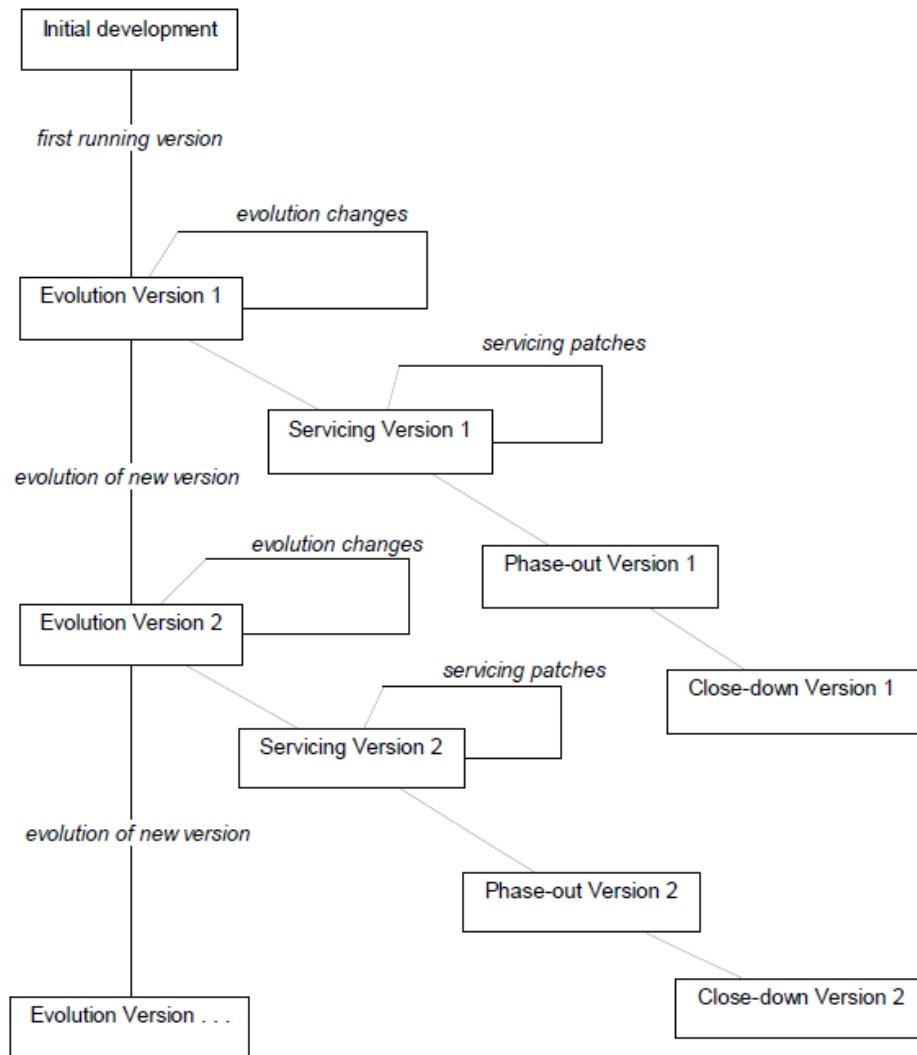 Initial development
first running version
evolution changes
Evolution Version 1
servicing patches
Servicing Version 1
evolution of new version
evolution changes
Phase-out Version 1
Evolution Version 2
servicing patches
Close-down Version 1
Servicing Version 2
evolution of new version
Phase-out Version 2
Close-down Version 2
Evolution Version . . .